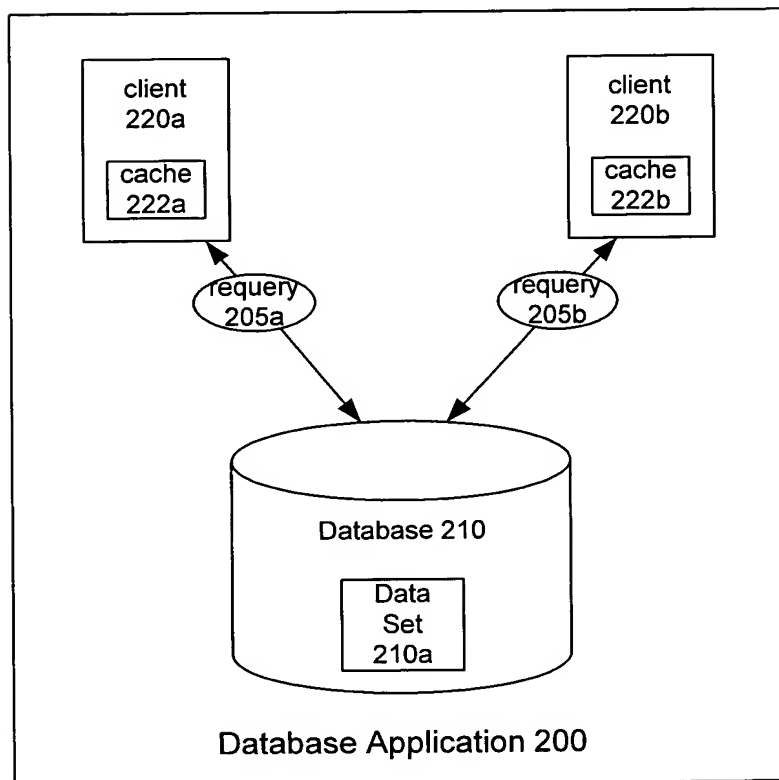 client
220a
cache
222a
client
220b
cache
222b
requery
205a
requery
205b
Database 210
Data
Set
210a
Database Application 200